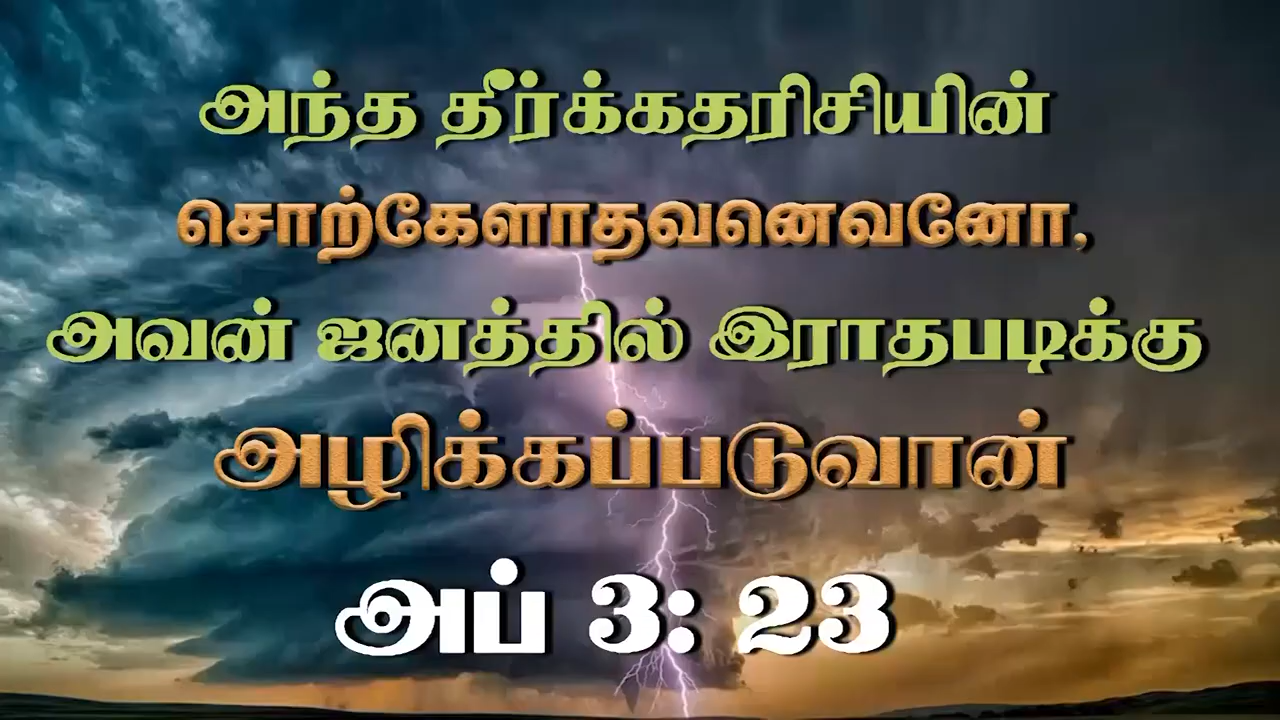 அந்த தீர்க்கதரிசியின்
சொற்கேளாதவனெவனோ,
அவன் ஜனத்தில் இராதபடிக்கு
அழிக்கப்படுவான்
அப் 3: 23